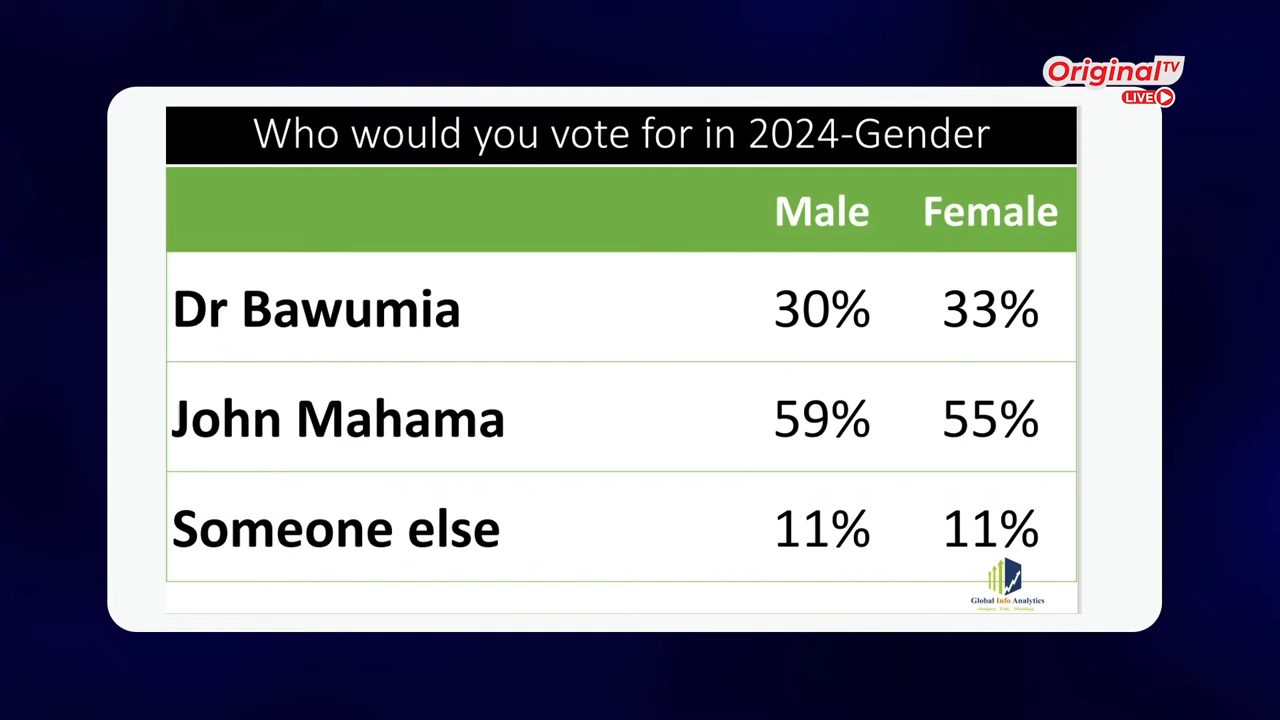 Original TV
LIVE
Who would you vote for in 2024-Gender
Male Female
Dr Bawumia 30% 33%
John Mahama 59% 55%
Someone else 11% 11%
Global Info Analytics